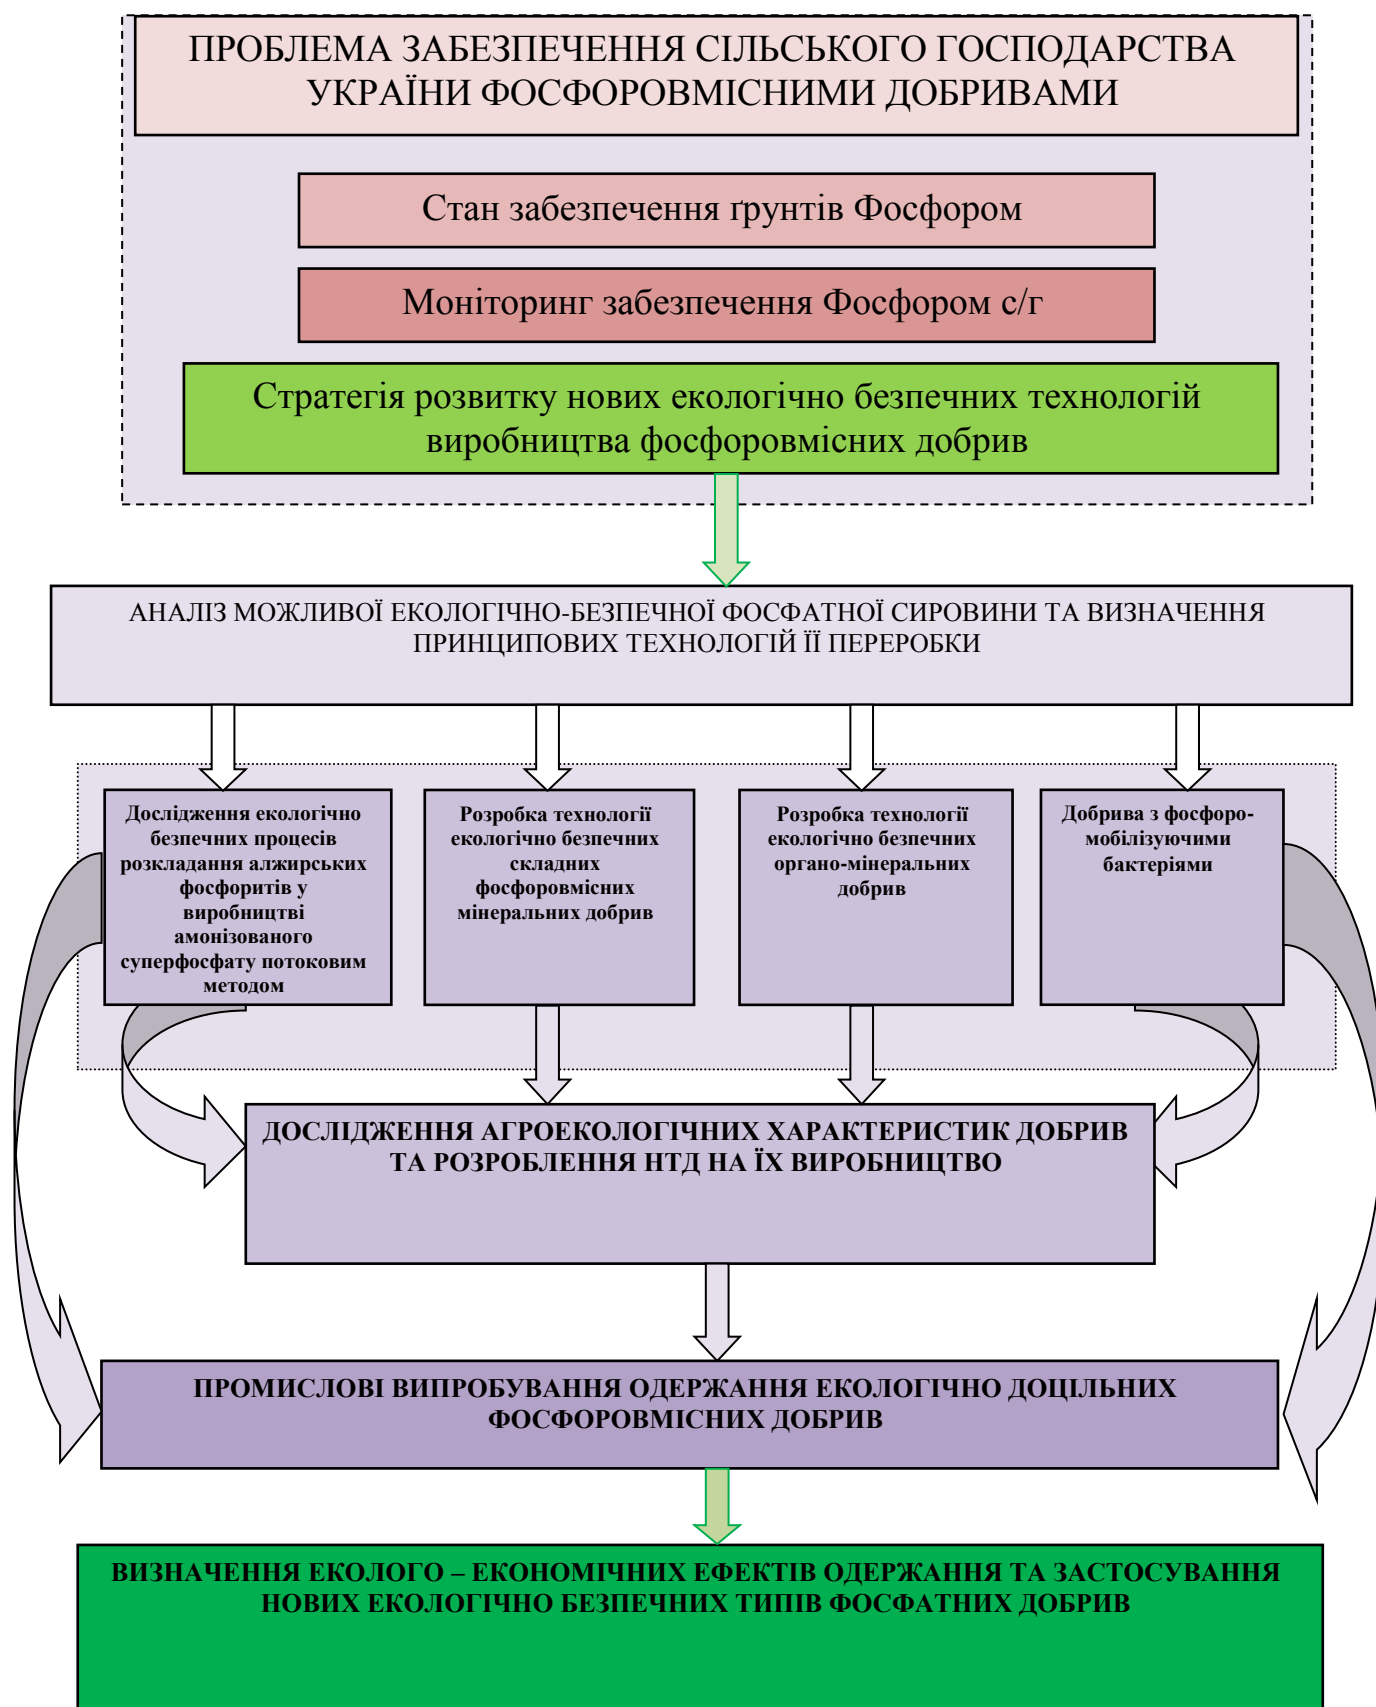 ПРОБЛЕМА ЗАБЕЗПЕЧЕННЯ СІЛЬСЬКОГО ГОСПОДАРСТВА
УКРАЇНИ ФОСФОРОВМІСНИМИ ДОБРИВАМИ
Стан забезпечення ґрунтів Фосфором
Моніторинг забезпечення Фосфором с/г
Стратегія розвитку нових екологічно безпечних технологій
виробництва фосфоровмісних добрив
АНАЛІЗ МОЖЛИВОЇ ЕКОЛОГІЧНО-БЕЗПЕЧНОЇ ФОСФАТНОЇ СИРОВИНИ ТА ВИЗНАЧЕННЯ
ПРИНЦИПОВИХ ТЕХНОЛОГІЙ ЇЇ ПЕРЕРОБКИ
Дослідження екологічно
безпечних процесів
розкладання алжирських
фосфоритів у
виробництві
амонізованого
суперфосфату потоковим
методом
Розробка технології
екологічно безпечних
складних
фосфоровмісних
мінеральних добрив
Розробка технології
екологічно безпечних
органо-мінеральних
добрив
Добрива з фосфоро-
мобілізуючими
бактеріями
ДОСЛІДЖЕННЯ АГРОЕКОЛОГІЧНИХ ХАРАКТЕРИСТИК ДОБРИВ
ТА РОЗРОБЛЕННЯ НТД НА ЇХ ВИРОБНИЦТВО
ПРОМИСЛОВІ ВИПРОБУВАННЯ ОДЕРЖАННЯ ЕКОЛОГІЧНО ДОЦІЛЬНИХ
ФОСФОРОВМІСНИХ ДОБРИВ
ВИЗНАЧЕННЯ ЕКОЛОГО – ЕКОНОМІЧНИХ ЕФЕКТІВ ОДЕРЖАННЯ ТА ЗАСТОСУВАННЯ
НОВИХ ЕКОЛОГІЧНО БЕЗПЕЧНИХ ТИПІВ ФОСФАТНИХ ДОБРИВ